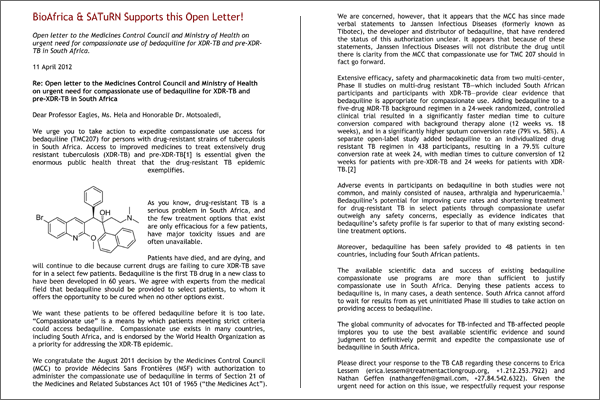 BioAfrica & SATuRN Supports this Open Letter!
Open letter to the Medicines Control Council and Ministry of Health on
urgent need for compassionate use of bedaquiline for XDR-TB and pre-XDR-
TB in South Africa.
11 April 2012
Re: Open letter to the Medicines Control Council and Ministry of Health
on urgent need for compassionate use of bedaquiline for XDR-TB and
pre-XDR-TB in South Africa
Dear Professor Eagles, Ms. Hela and Honorable Dr. Motsoaledi,
We urge you to take action to expedite compassionate use access for
bedaquiline (TMC207) for persons with drug-resistant strains of tuberculosis
in South Africa. Access to improved medicines to treat extensively drug
resistant tuberculosis (XDR-TB) and pre-XDR-TB[1] is essential given the
enormous public health threat that the drug-resistant TB epidemic
exemplifies.
As you know, drug-resistant TB is a
serious problem in South Africa, and
the few treatment options that exist
are only efficacious for a few patients,
have major toxicity issues and are
often unavailable.
Br
OH
N
N
O
Patients have died, and are dying, and
will continue to die because current drugs are failing to cure XDR-TB save
for in a select few patients. Bedaquiline is the first TB drug in a new class to
have been developed in 60 years. We agree with experts from the medical
field that bedaquiline should be provided to select patients, to whom it
offers the opportunity to be cured when no other options exist.
We want these patients to be offered bedaquiline before it is too late.
"Compassionate use" is a means by which patients meeting strict criteria
could access bedaquiline. Compassionate use exists in many countries,
including South Africa, and is endorsed by the World Health Organization as
a priority for addressing the XDR-TB epidemic.
We congratulate the August 2011 decision by the Medicines Control Council
(MCC) to provide Médecins Sans Frontières (MSF) with authorization to
administer the compassionate use of bedaquiline in terms of Section 21 of
the Medicines and Related Substances Act 101 of 1965 ("the Medicines Act").
We are concerned, however, that it appears that the MCC has since made
verbal statements to Janssen Infectious Diseases (formerly known as
Tibotec), the developer and distributor of bedaquiline, that have rendered
the status of this authorization unclear. It appears that because of these
statements, Janssen Infectious Diseases will not distribute the drug until
there is clarity from the MCC that compassionate use for TMC 207 should in
fact go forward.
Extensive efficacy, safety and pharmacokinetic data from two multi-center,
Phase II studies on multi-drug resistant TB—which included South African
participants and participants with XDR-TB—provide clear evidence that
bedaquiline is appropriate for compassionate use. Adding bedaquiline to a
five-drug MDR-TB background regimen in a 24-week randomized, controlled
clinical trial resulted in a significantly faster median time to culture
conversion compared with background therapy alone (12 weeks vs. 18
weeks), and in a significantly higher sputum conversion rate (79% vs. 58%). A
separate open-label study added bedaquiline to an individualized drug
resistant TB regimen in 438 participants, resulting in a 79.5% culture
conversion rate at week 24, with median times to culture conversion of 12
weeks for patients with pre-XDR-TB and 24 weeks for patients with XDR-
TB.[2]
Adverse events in participants on bedaquiline in both studies were not
common, and mainly consisted of nausea, arthralgia and hyperuricaemia.¹
Bedaquiline's potential for improving cure rates and shortening treatment
for drug-resistant TB in select patients through compassionate usefar
outweigh any safety concerns, especially as evidence indicates that
bedaquiline's safety profile is far superior to that of many existing second-
line treatment options.
Moreover, bedaquiline has been safely provided to 48 patients in ten
countries, including four South African patients.
The available scientific data and success of existing bedaquiline
compassionate use programs are more than sufficient to justify
compassionate use in South Africa. Denying these patients access to
bedaquiline is, in many cases, a death sentence. South Africa cannot afford
to wait for results from as yet uninitiated Phase III studies to take action on
providing access to bedaquiline.
The global community of advocates for TB-infected and TB-affected people
implores you to use the best available scientific evidence and sound
judgment to definitively permit and expedite the compassionate use of
bedaquiline in South Africa.
Please direct your response to the TB CAB regarding these concerns to Erica
Lessem (erica.lessem@treatmentactiongroup.org, +1.212.253.7922) and
Nathan Geffen (nathangeffen@gmail.com, +27.84.542.6322). Given the
urgent need for action on this issue, we respectfully request your response